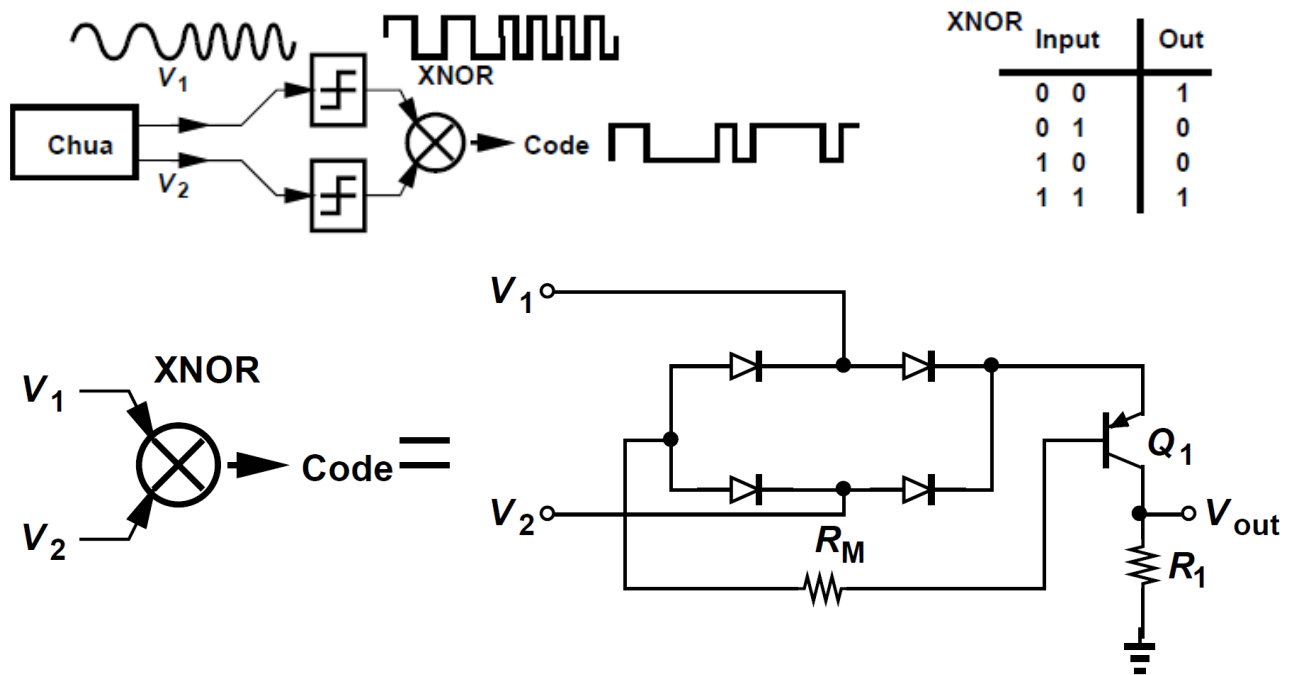 V1
XNOR
Chua
Code
V2
XNOR
Input Out
0 0 1
0 1 0
1 0 0
1 1 1
V1
XNOR
Code
V2
=
V1
V2
RM
Q1
Vout
R1